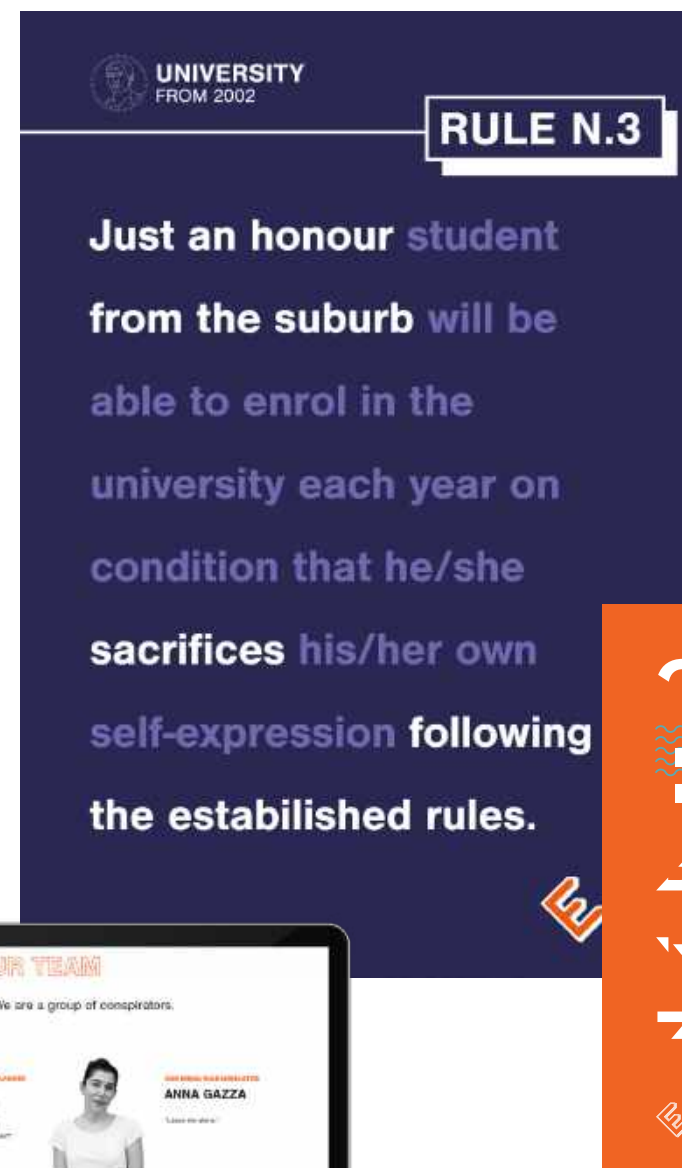 UNIVERSITY
FROM 2002
RULE N.3
Just an honour student
from the suburb will be
able to enrol in the
university each year on
condition that he/she
sacrifices his/her own
self-expression following
the estabilished rules.
UR TEAM
We are a group of conspirators.
ANNA GAZZA